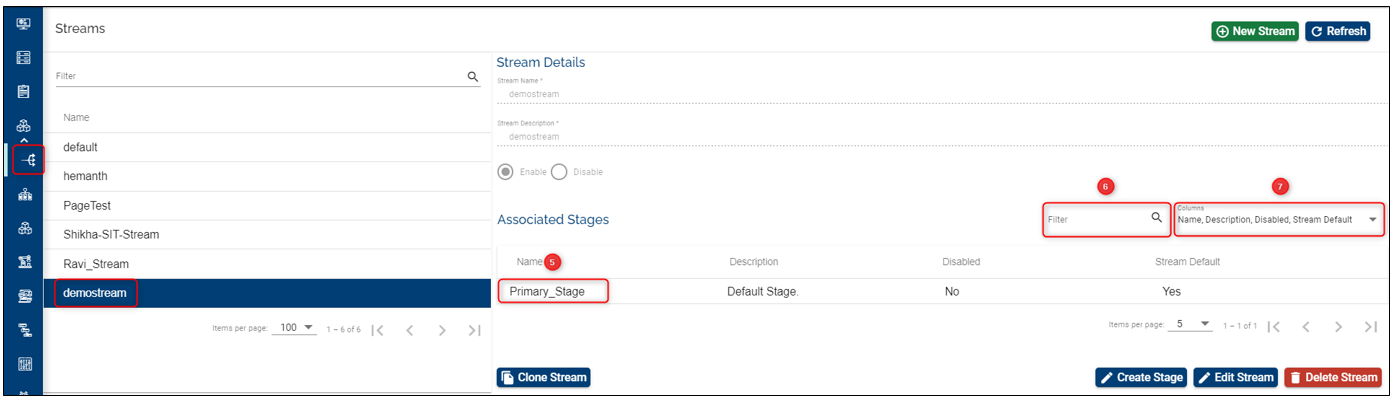 Streams
New Stream
Refresh
Filter
Name
default
hemanth
PageTest
Shikha-SIT-Stream
Ravi_Stream
demostream
Items per page: 100
1 – 6 of 6
Stream Details
Stream Name *
demostream
Stream Description *
demostream
Enable Disable
6
7
Associated Stages
Filter
Columns
Name, Description, Disabled, Stream Default
Name 5 Description Disabled Stream Default
Primary_Stage Default Stage. No Yes
Items per page: 5 1 – 1 of 1
Clone Stream
Create Stage
Edit Stream
Delete Stream